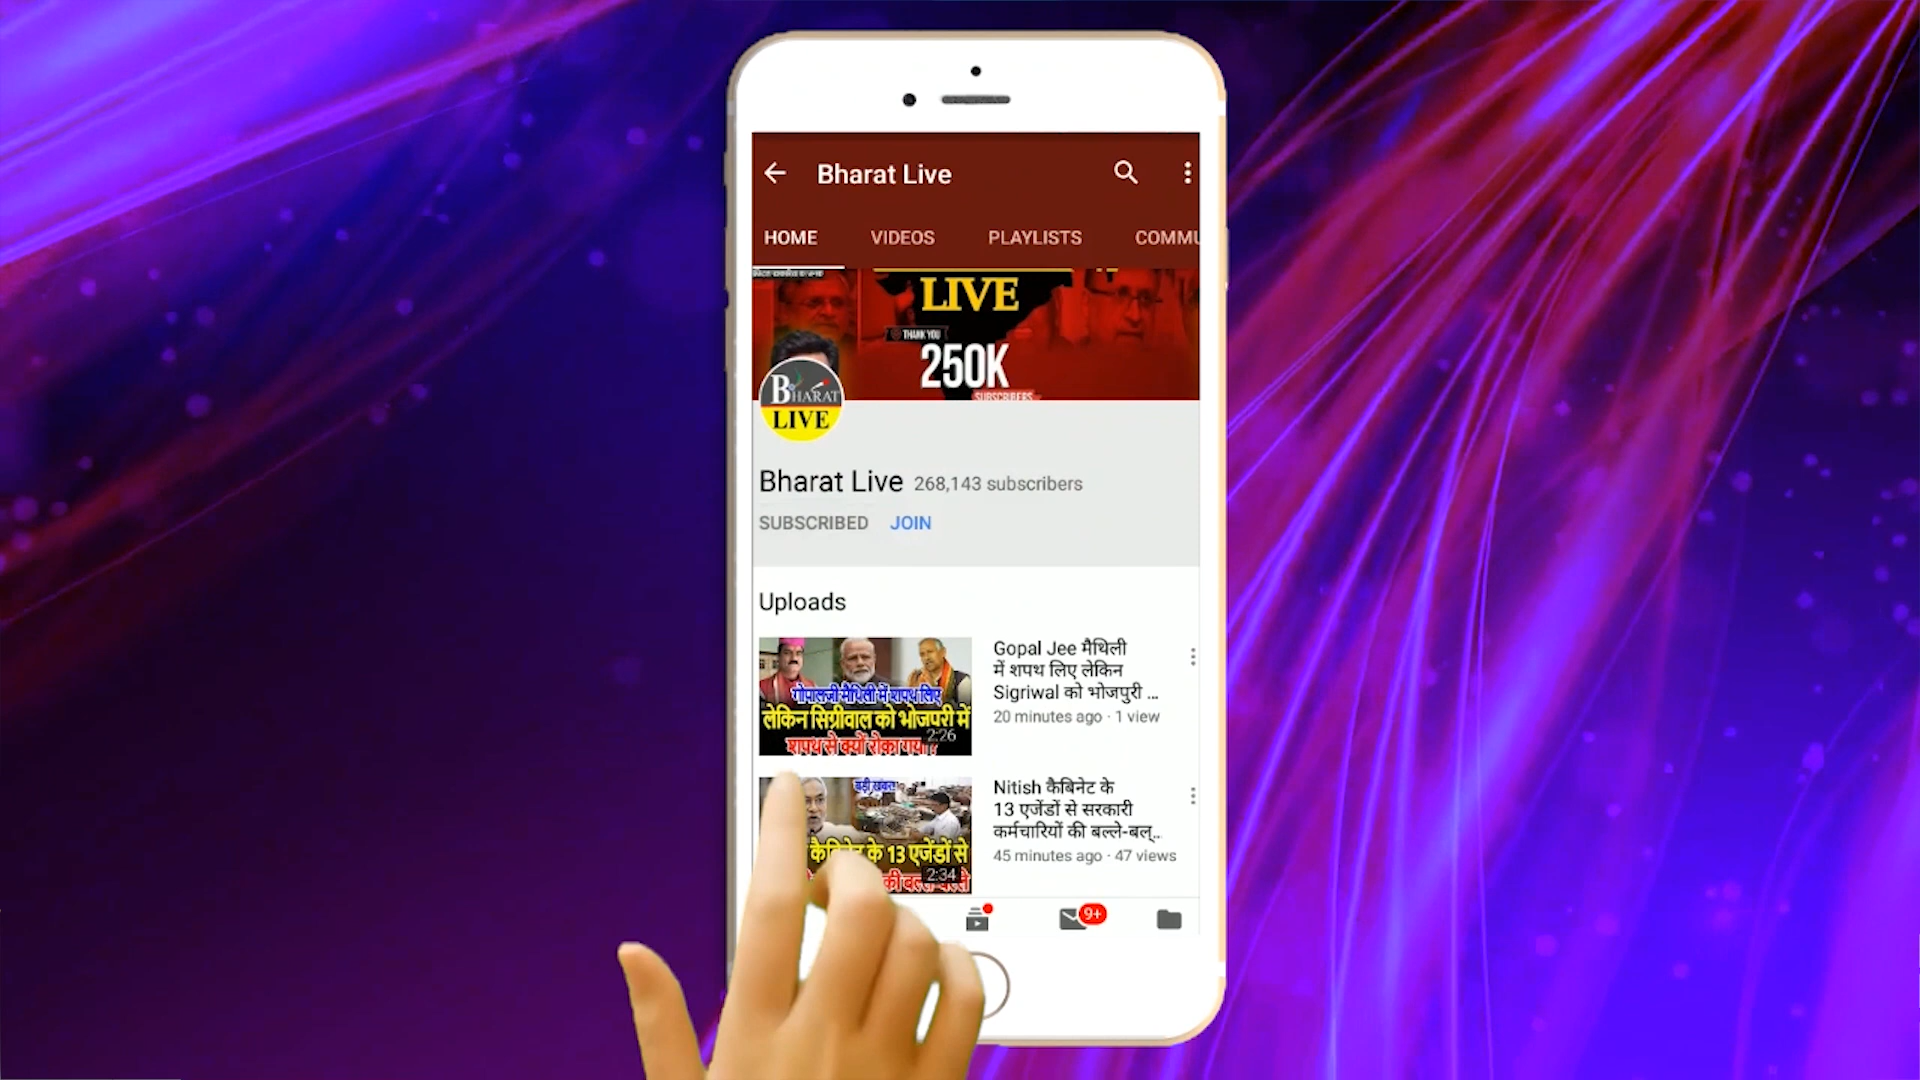 Bharat Live
HOME VIDEOS PLAYLISTS COMMU
LIVE
THANK YOU
250K
SUBSCRIBERS
BHARAT
LIVE
Bharat Live 268,143 subscribers
SUBSCRIBED JOIN
Uploads
गोपालजी मैथिली में शपथ लिए
लेकिन सिग्रीवाल को भोजपुरी में
शपथ से क्यों रोका गया ?
2:26
Gopal Jee मैथिली
में शपथ लिए लेकिन
Sigriwal को भोजपुरी ...
20 minutes ago · 1 view
बड़ी खबर!
कैबिनेट के 13 एजेंडों से
की बल्ले-बल्ले
2:34
Nitish कैबिनेट के
13 एजेंडों से सरकारी
कर्मचारियों की बल्ले-बल्...
45 minutes ago · 47 views
9+